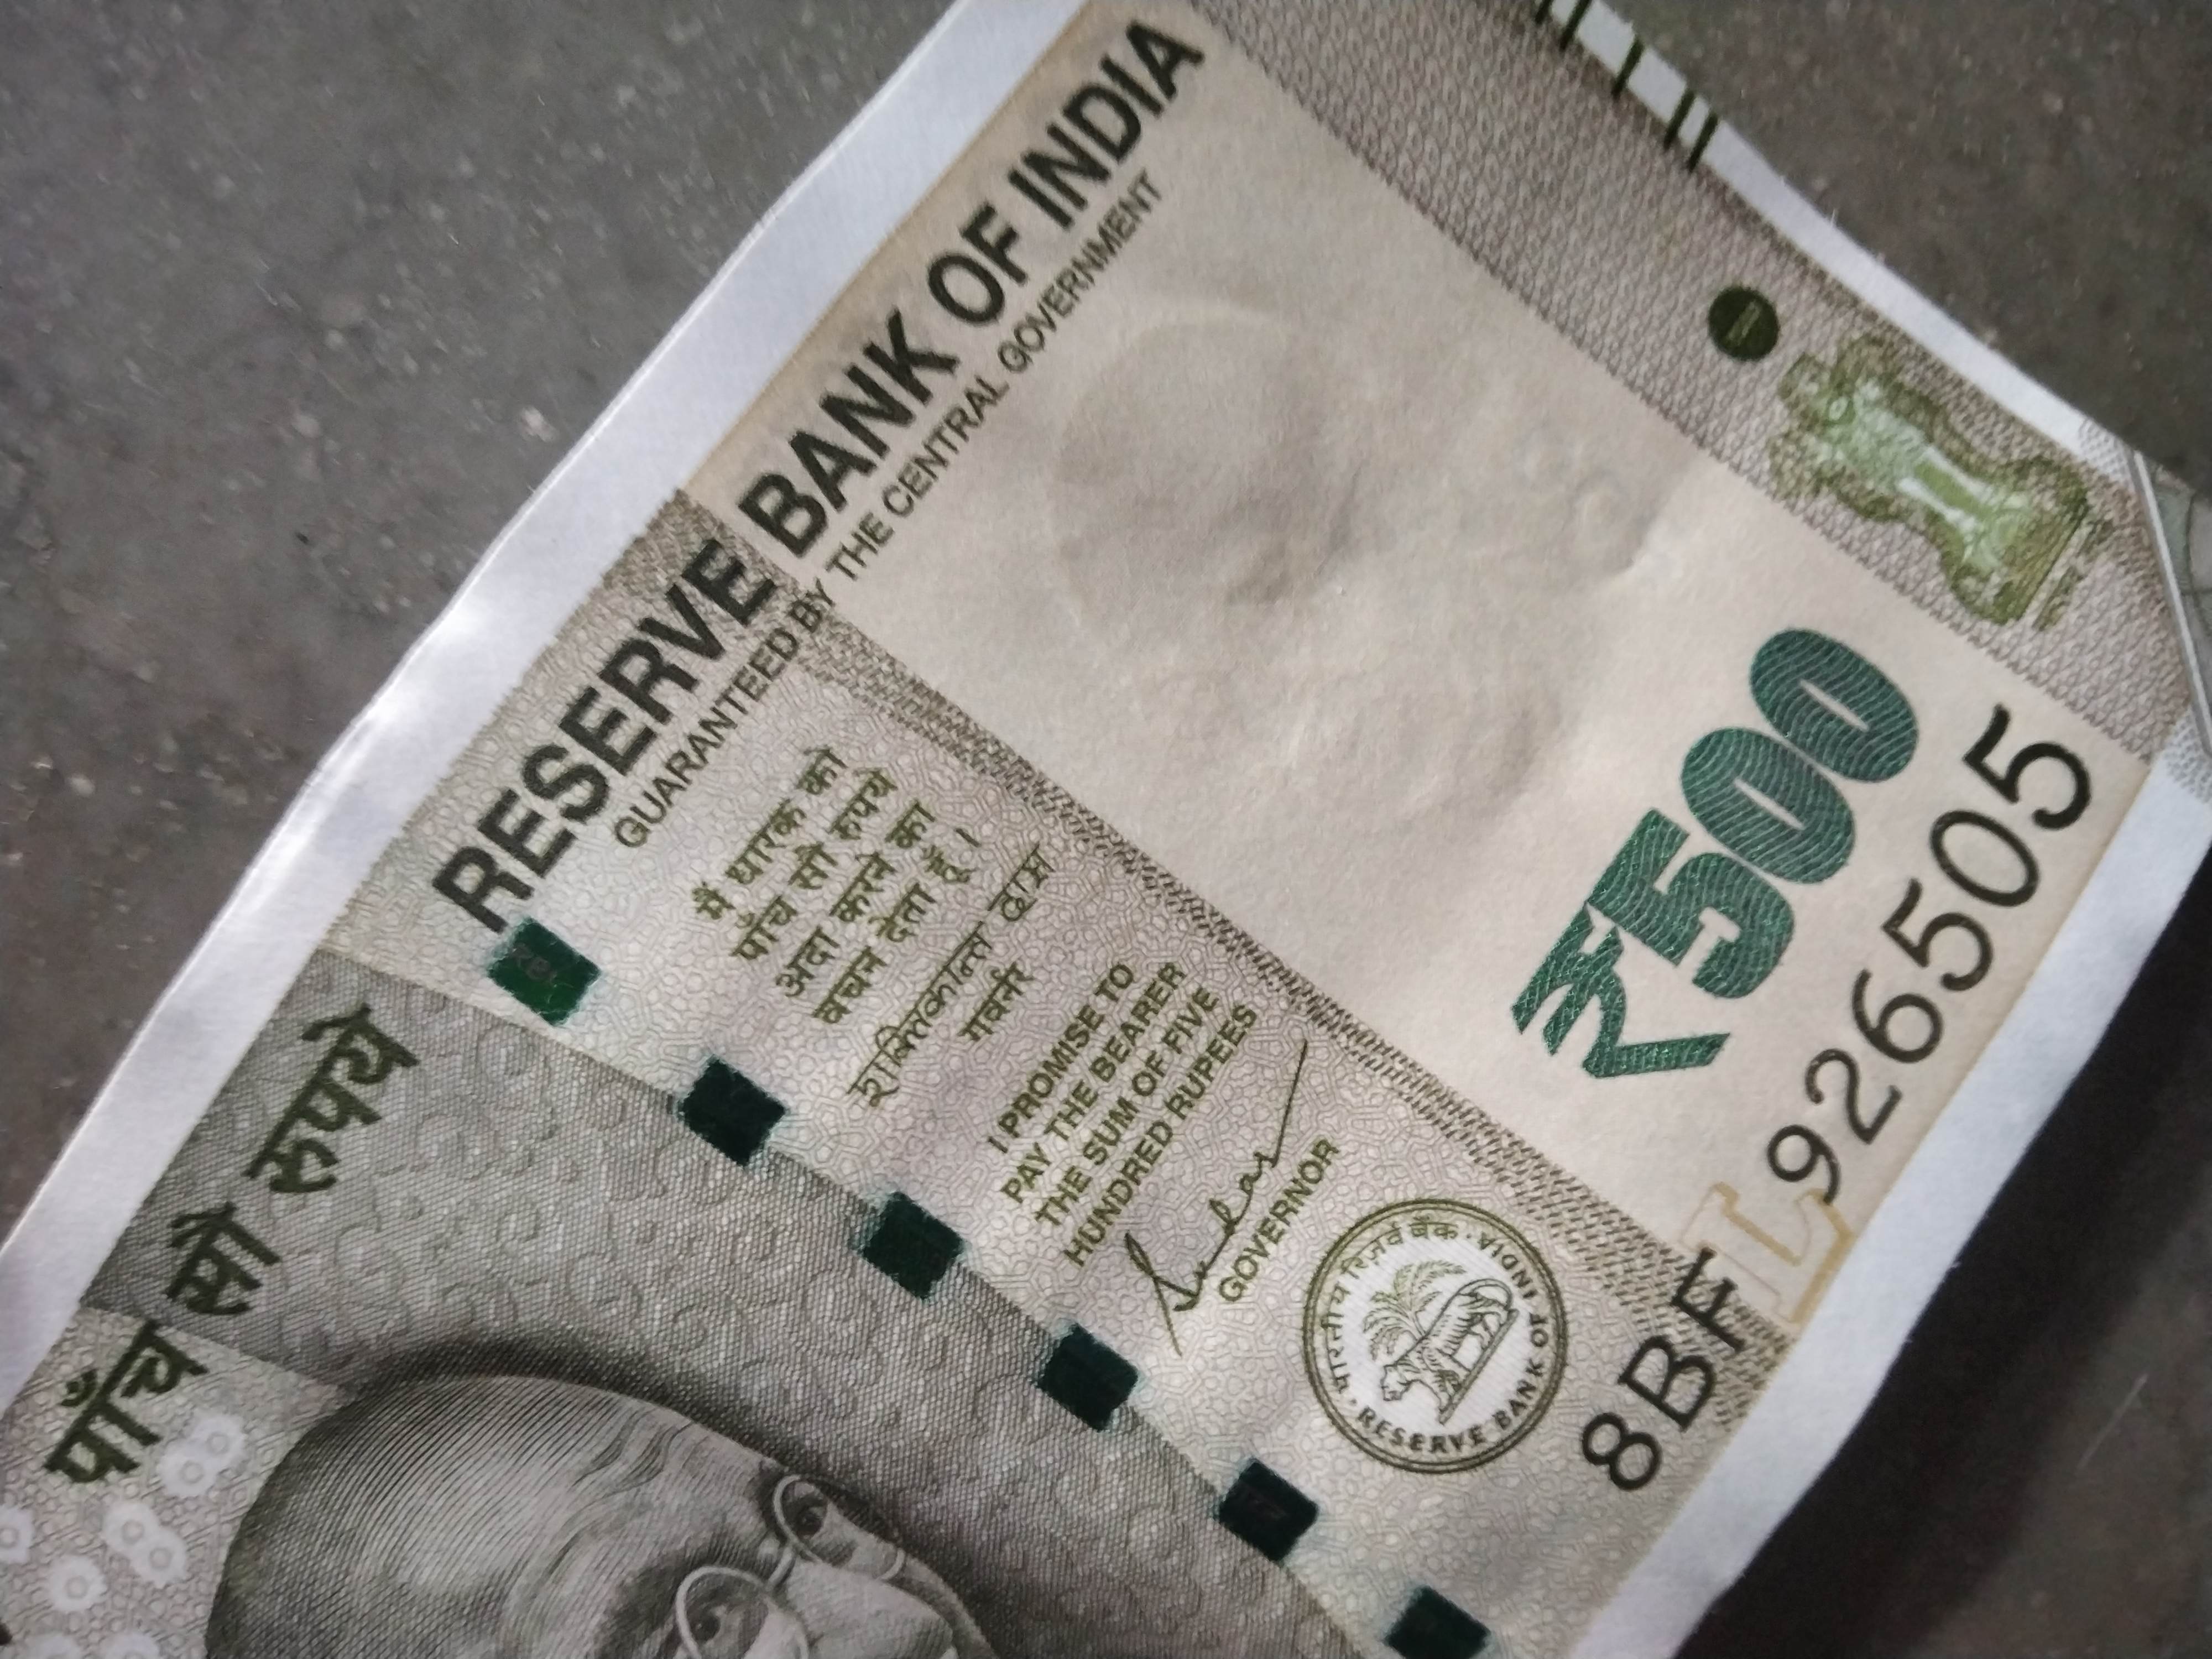 पाँच सौ रुपये
RESERVE BANK OF INDIA
GUARANTEED BY THE CENTRAL GOVERNMENT
मैं धारक को
पाँच सौ रुपये
अदा करने का
वचन देता हूँ।
शक्तिकान्त दास
गवर्नर
I PROMISE TO
PAY THE BEARER
THE SUM OF FIVE
HUNDRED RUPEES
GOVERNOR
भारतीय रिज़र्व बैंक
RESERVE BANK OF INDIA
₹500
8BF L 926505